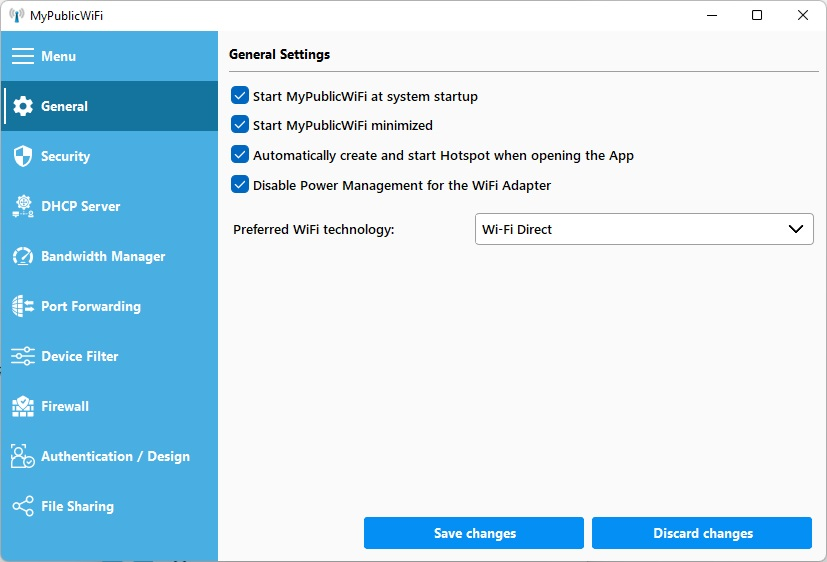 MyPublicWiFi
Menu
General
Security
DHCP Server
Bandwidth Manager
Port Forwarding
Device Filter
Firewall
Authentication / Design
File Sharing
General Settings
Start MyPublicWiFi at system startup
Start MyPublicWiFi minimized
Automatically create and start Hotspot when opening the App
Disable Power Management for the WiFi Adapter
Preferred WiFi technology: Wi-Fi Direct
Save changes Discard changes